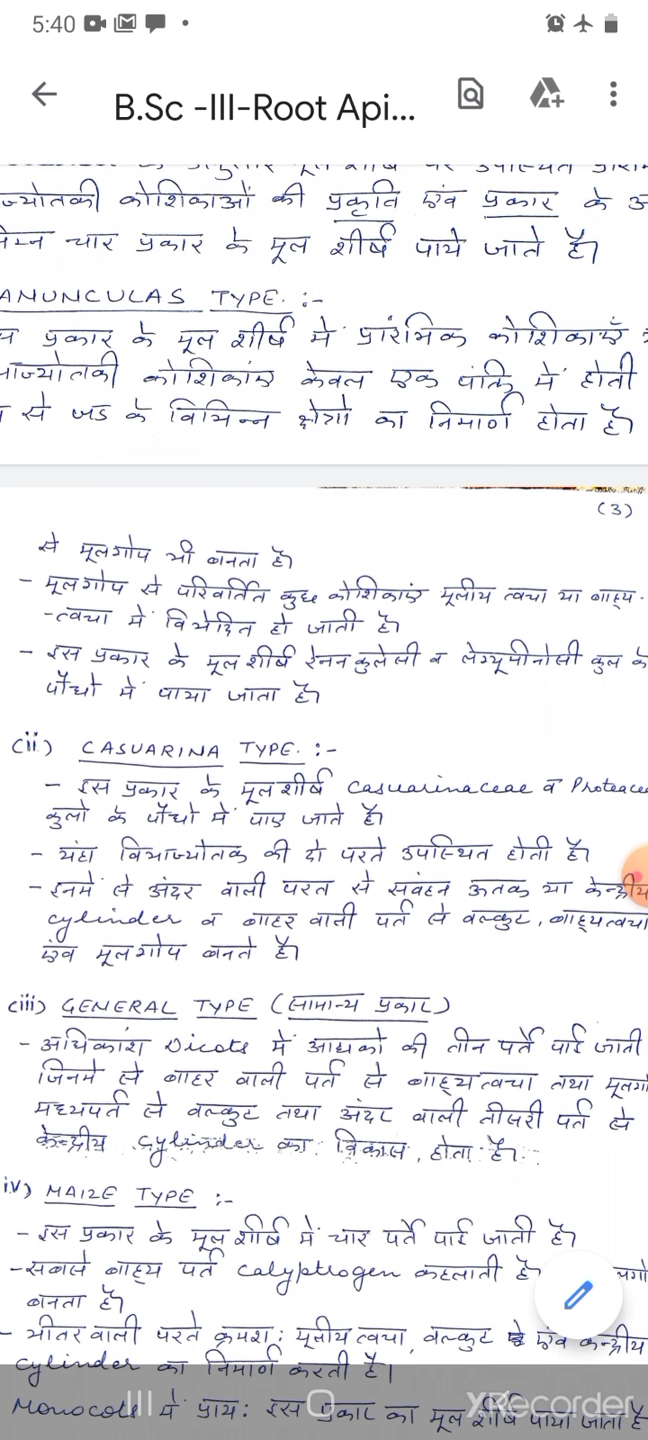 5:40
B.Sc -III-Root Api...
ज्योतकी कोशिकाओं की प्रकृति एंव प्रकार के
चार प्रकार के मूल शीर्ष पाये जाते है।
ANUNCULAS TYPE. :-
प्रकार के मूल शीर्ष में प्रारंभिक कोशिकाएँ
कोशिकांए केवल एक पंक्ति में होती
से जड के विभिन्न क्षेत्रो का निमार्ण होता है।
(3)
से मूलगोप भी बनता है।
- मूलगोप से परिवर्तित कुछ कोशिकांए मूलीय त्वचा या बाह्य-
-त्वचा में विभेदित हो जाती है।
- इस प्रकार के मूल शीर्ष रेननकुलेसी व लेग्यूमीनोसी कुल के
पौंधो में पाया जाता है।
(ii) CASUARINA TYPE. :-
- इस प्रकार के मूल शीर्ष Casuarinaceae व Proteace
कुलो के पौंधो में पाए जाते है।
- यंहा विभाज्योतक की दो परते उपस्थित होती है।
- इनमे से अंदर वाली परत से संवहन ऊतक या केन्द्रीय
cylinder व बाहर वाली पर्त से वल्कुट, बाह्यत्वचा
एंव मूलगोप बनते है।
(iii) GENERAL TYPE (सामान्य प्रकार)
- अधिकांश Dicots में आद्यको की तीन पर्ते पाई जाती
जिनमे से बाहर वाली पर्त से बाह्यत्वचा तथा मूलगो
मध्यपर्त से वल्कुट तथा अंदर वाली तीसरी पर्त से
केन्द्रीय cylinder का विकास होता है।
iv) MAIZE TYPE :-
- इस प्रकार के मूल शीर्ष में चार पर्ते पाई जाती है।
- सबसे बाह्य पर्त Calyptrogen कहलाती है लगो
बनता है।
- भीतर वाली परते क्रमश: मूलीय त्वचा, वल्कुट एंव केन्द्रीय
cylinder का निमार्ण करती है।
Monocots में प्राय: इस प्रकार का मूल शीर्ष पाया जाता है
XRecorder